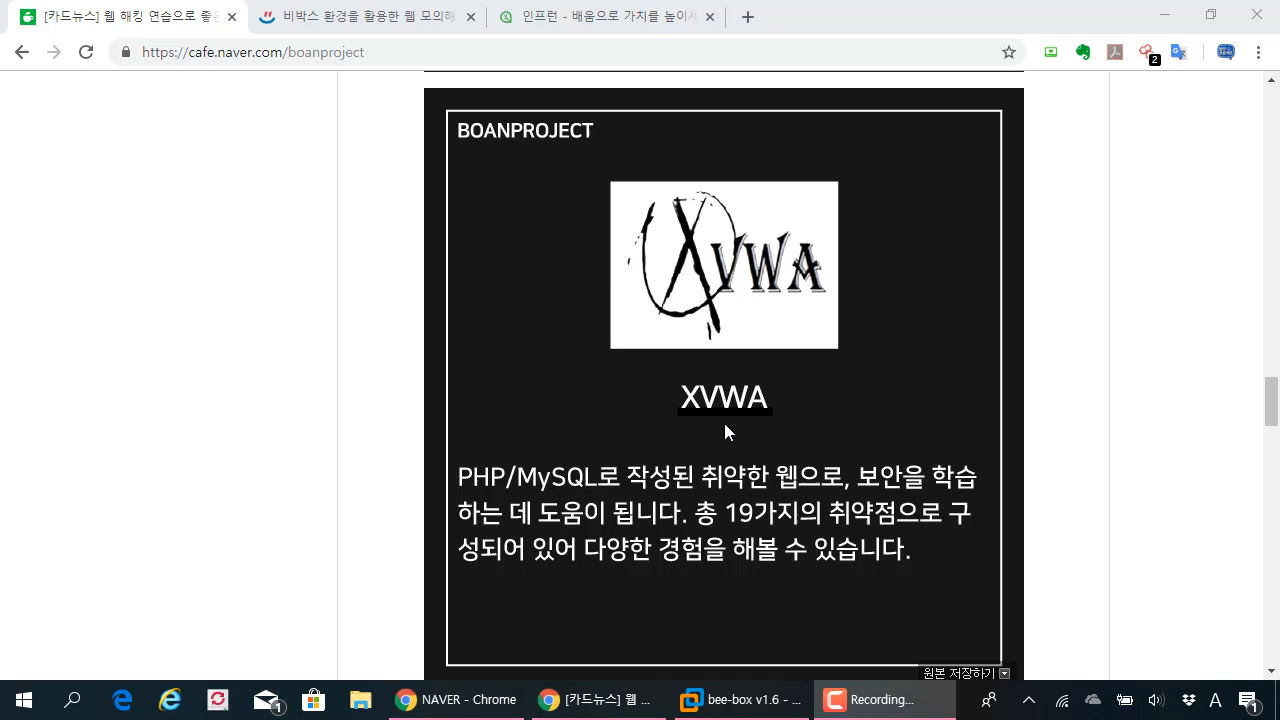 [카드뉴스] 웹 해킹 연습으로 좋은
비박스 환경을 활용한 웹 모의해
인프런 - 배움으로 가치를 높이세
https://cafe.naver.com/boanproject
2
BOANPROJECT
XVWA
XVWA
PHP/MySQL로 작성된 취약한 웹으로, 보안을 학습
하는 데 도움이 됩니다. 총 19가지의 취약점으로 구
성되어 있어 다양한 경험을 해볼 수 있습니다.
원본 저장하기
1
NAVER - Chrome
[카드뉴스] 웹 ...
bee-box v1.6 - ...
Recording...
A
1